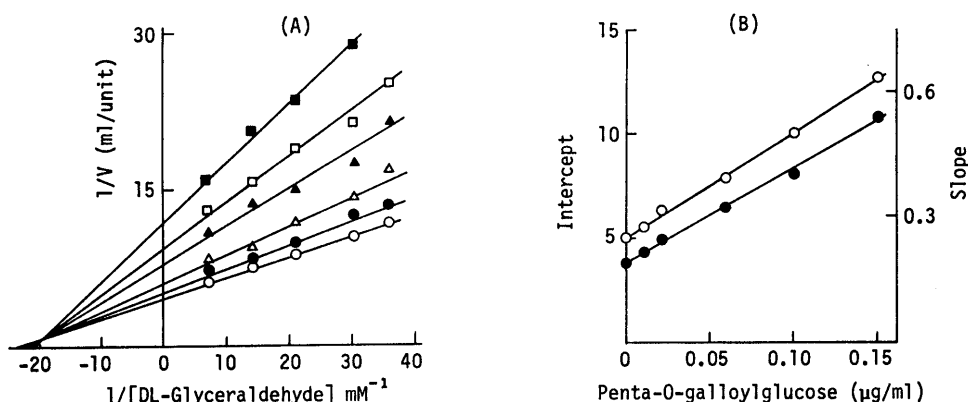 (A)
30
15
1/V (ml/unit)
-20 -10 0 10 20 30 40
1/[DL-Glyceraldehyde] mM⁻¹
(B)
15
10
5
0
Intercept
0.6
0.3
Slope
0 0.05 0.10 0.15
Penta-O-galloylglucose (µg/ml)